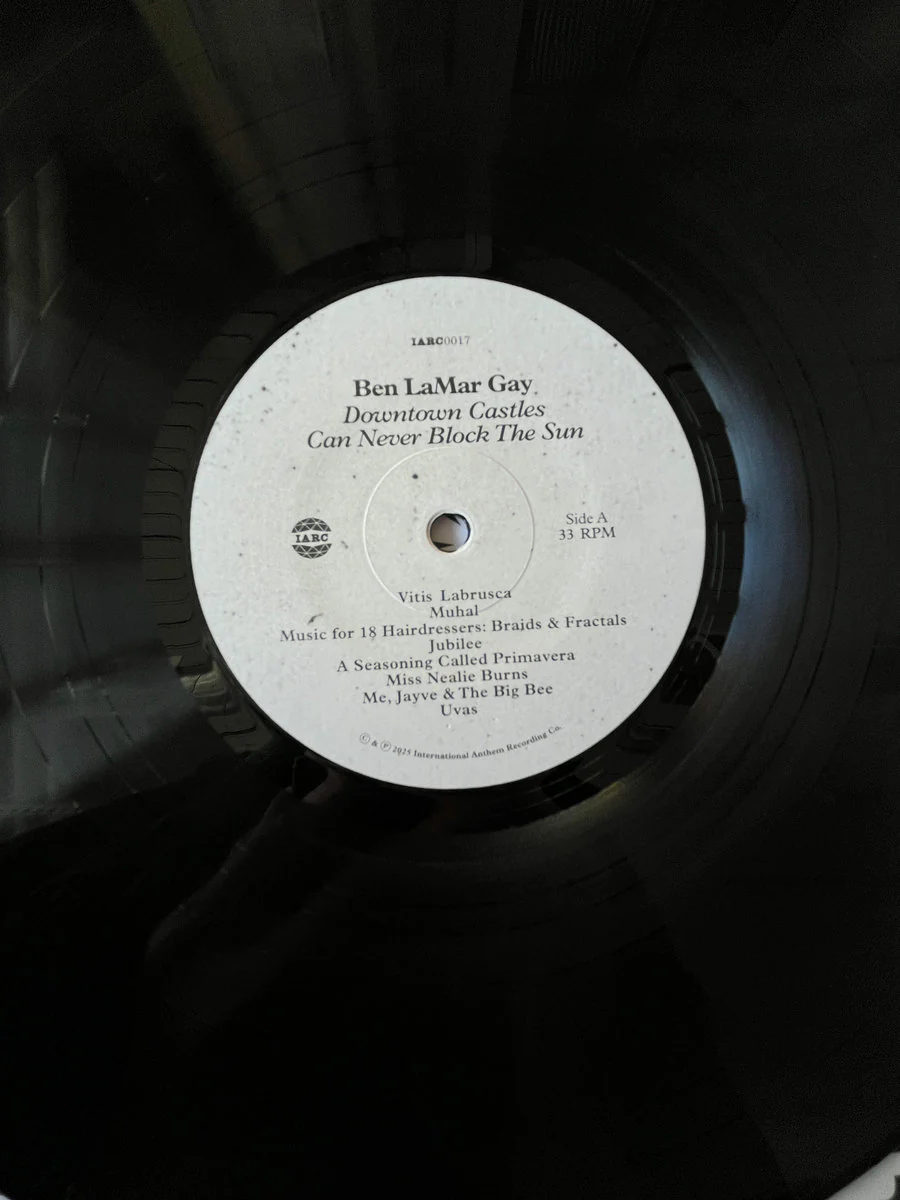 IARC0017
Ben LaMar Gay
Downtown Castles
Can Never Block The Sun
IARC
Side A
33 RPM
Vitis Labrusca
Muhal
Music for 18 Hairdressers: Braids & Fractals
Jubilee
A Seasoning Called Primavera
Miss Nealie Burns
Me, Jayve & The Big Bee
Uvas
© & ℗ 2025 International Anthem Recording Co.